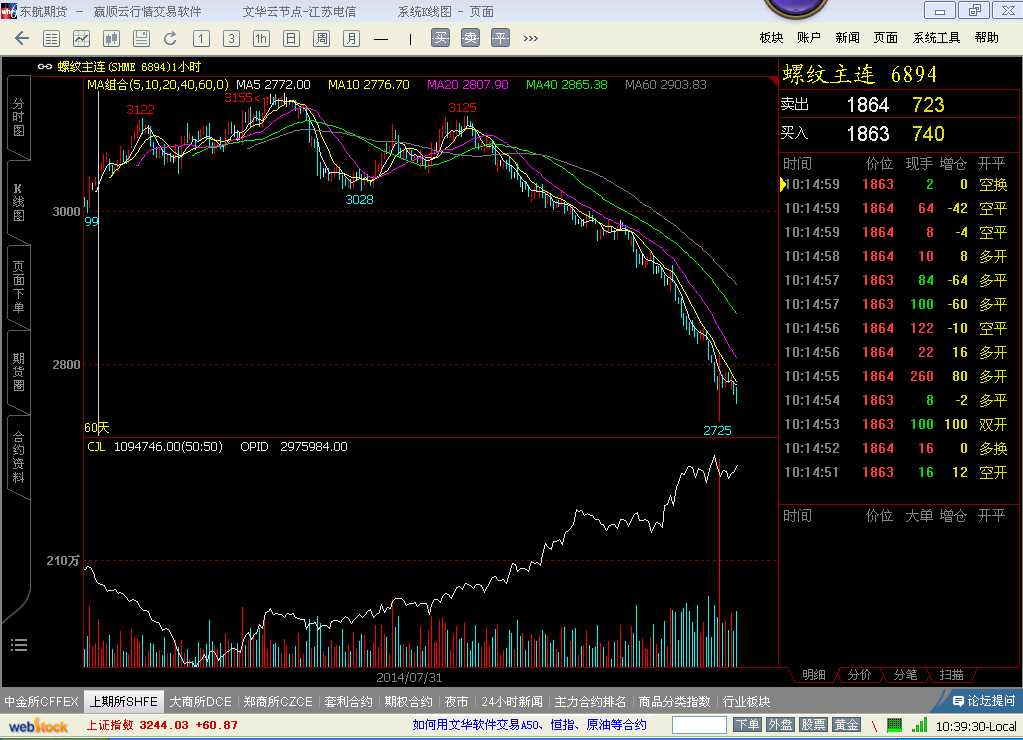 东航期货 － 赢顺云行情交易软件 文华云节点-江苏电信 系统K线图 - 页面
1 3 1h 日 周 月 买 卖 平 >>> 板块 账户 新闻 页面 系统工具 帮助
螺纹主连(SHME 6894)1小时
MA组合(5,10,20,40,60,0) MA5 2772.00 MA10 2776.70 MA20 2807.90 MA40 2865.38 MA60 2903.83
分时图
K线图
页面下单
期货圈
合约资料
3122
3155
3125
3028
3000
99
2800
60天
2725
CJL 1094746.00(50:50) OPID 2975984.00
210万
2014/07/31
螺纹主连 6894
卖出 1864 723
买入 1863 740
时间 价位 现手 增仓 开平
10:14:59 1863 2 0 空换
10:14:59 1864 64 -42 空平
10:14:59 1864 8 -4 空平
10:14:58 1864 10 8 多开
10:14:57 1863 84 -64 多平
10:14:57 1863 100 -60 多平
10:14:56 1864 122 -10 空平
10:14:56 1864 22 16 多开
10:14:55 1864 260 80 多开
10:14:54 1863 8 -2 多平
10:14:53 1863 100 100 双开
10:14:52 1864 16 0 多换
10:14:51 1863 16 12 空开
时间 价位 大单 增仓 开平
明细 分价 分笔 扫描
中金所CFFEX 上期所SHFE 大商所DCE 郑商所CZCE 套利合约 期权合约 夜市 24小时新闻 主力合约排名 商品分类指数 行业板块 论坛提问
webstock 上证指数 3244.03 +60.87 如何用文华软件交易A50、恒指、原油等合约 下单 外盘 股票 黄金 10:39:30-Local